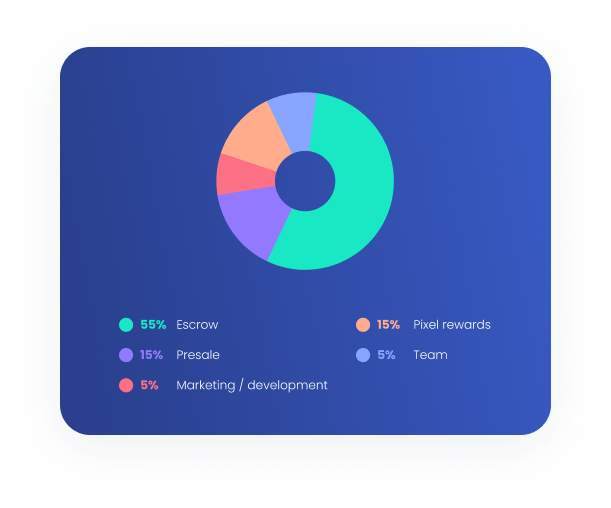 55% Escrow
15% Presale
5% Marketing / development
15% Pixel rewards
5% Team